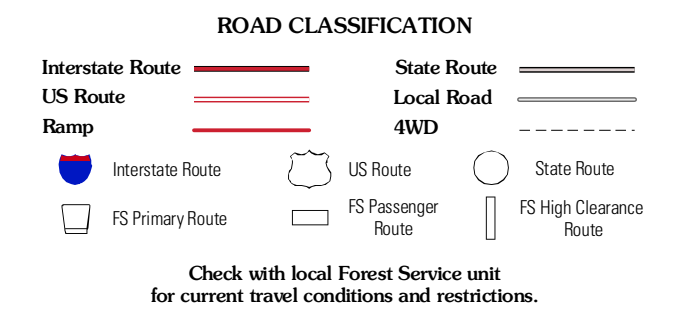 ROAD CLASSIFICATION
Interstate Route
State Route
US Route
Local Road
Ramp
4WD
Interstate Route
US Route
State Route
FS Primary Route
FS Passenger
Route
FS High Clearance
Route
Check with local Forest Service unit
for current travel conditions and restrictions.